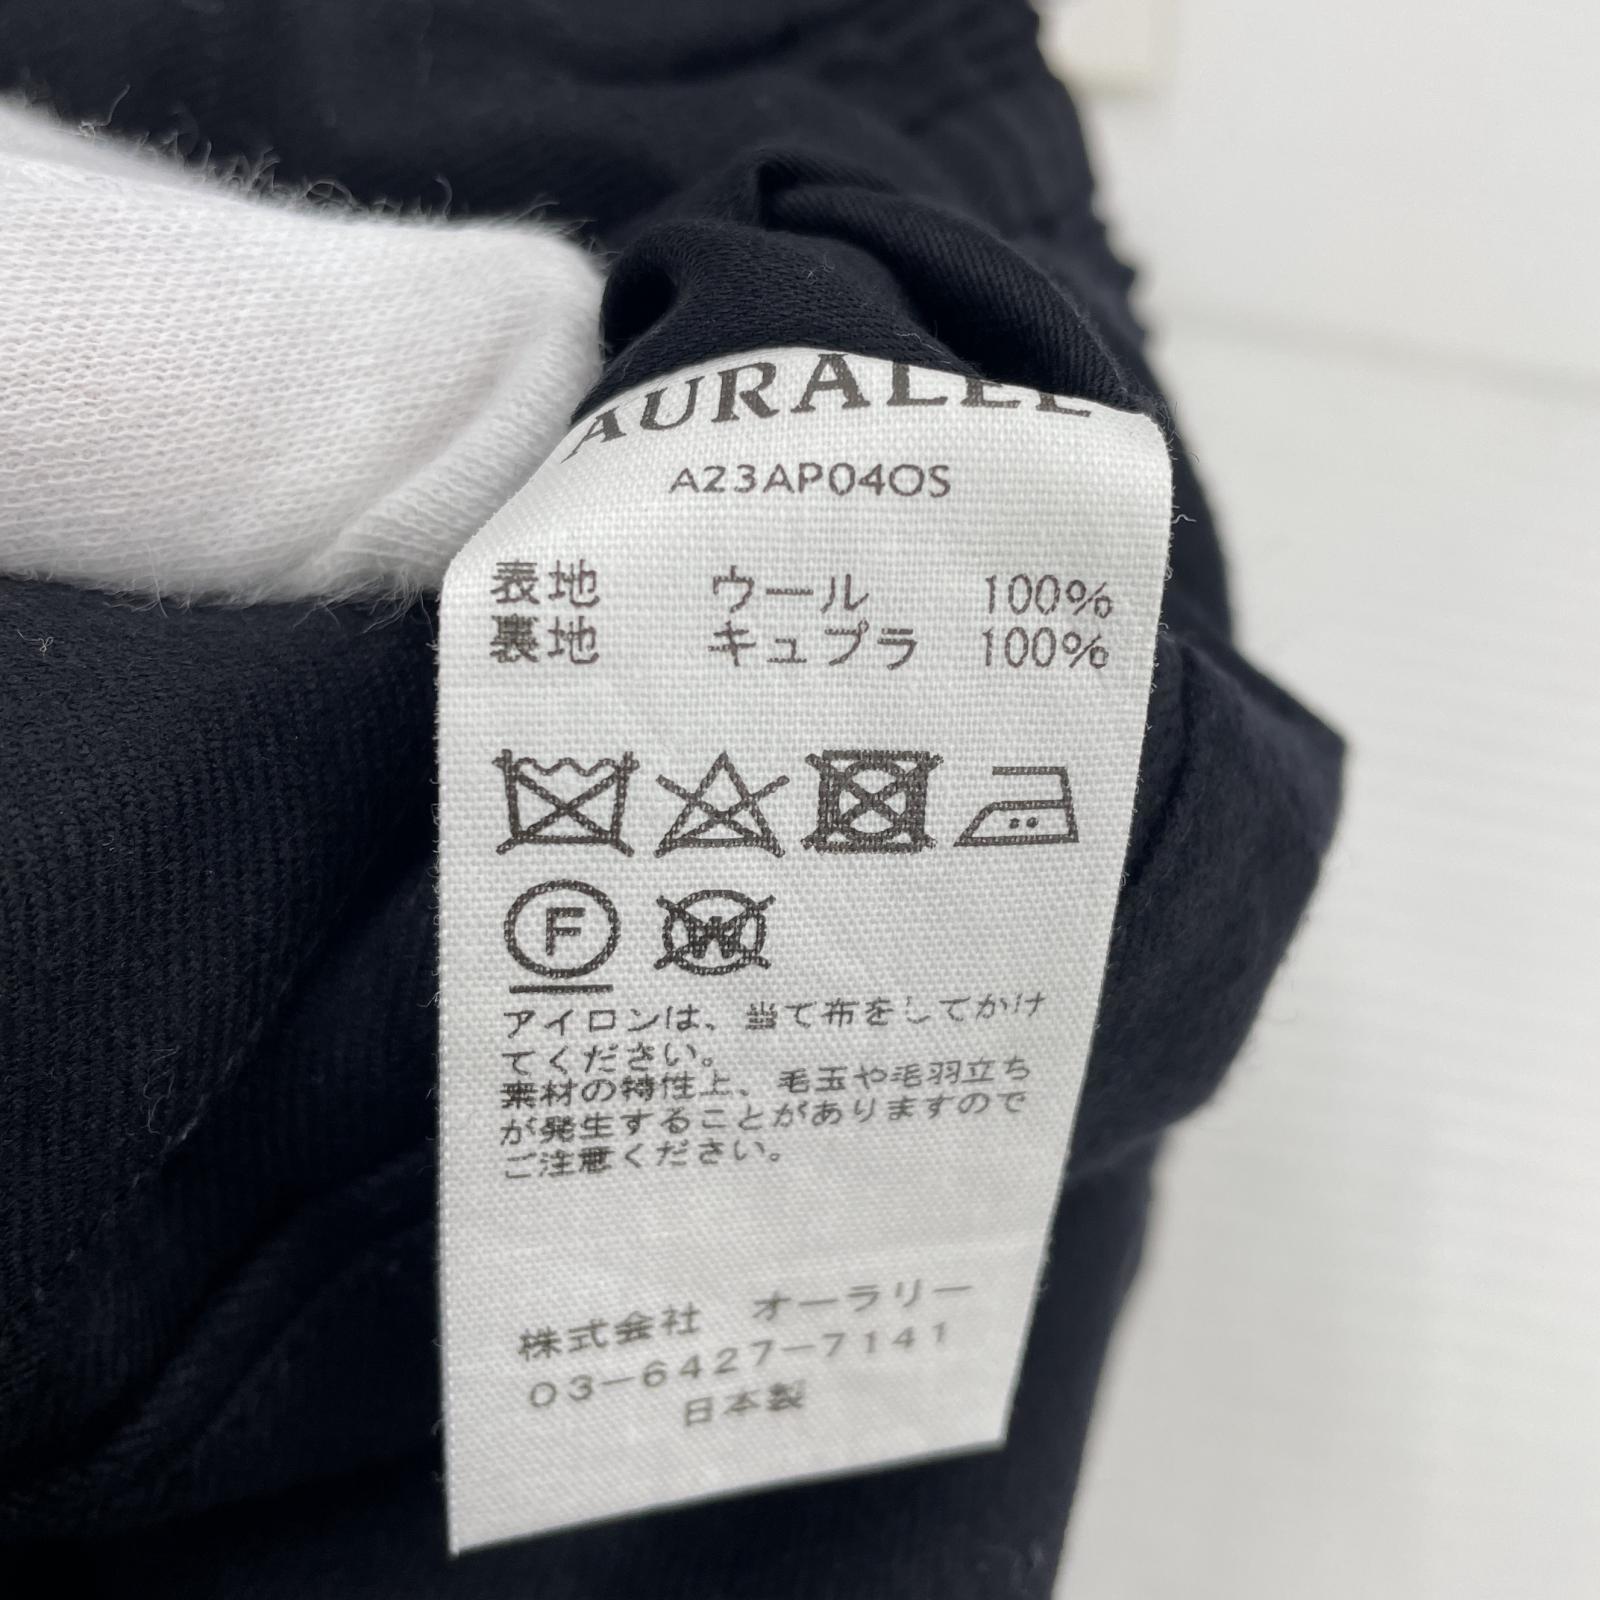 AURALEE
A23AP04OS
表地 ウール 100%
裏地 キュプラ 100%
F
W
アイロンは、当て布をしてかけ
てください。
素材の特性上、毛玉や毛羽立ち
が発生することがありますので
ご注意ください。
株式会社 オーラリー
03-6427-7141
日本製